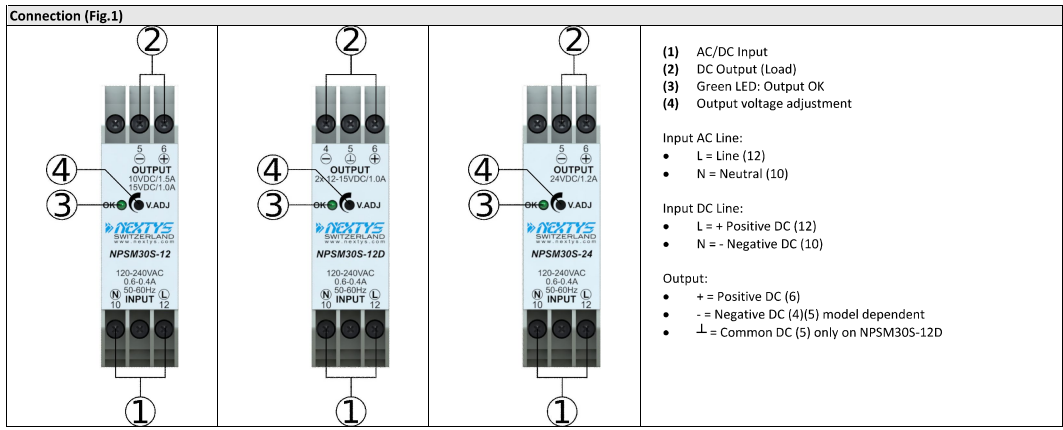 Connection (Fig.1)
2
5 6
− +
OUTPUT
10VDC/1.5A
15VDC/1.0A
4
3
OK V.ADJ
NEXTYS
SWITZERLAND
www.nextys.com
NPSM30S-12
120-240VAC
0.6-0.4A
50-60Hz
N INPUT L
10 12
1
2
4 5 6
− ⊥ +
OUTPUT
2x 12-15VDC/1.0A
4
3
OK V.ADJ
NEXTYS
SWITZERLAND
www.nextys.com
NPSM30S-12D
120-240VAC
0.6-0.4A
50-60Hz
N INPUT L
10 12
1
2
5 6
− +
OUTPUT
24VDC/1.2A
4
3
OK V.ADJ
NEXTYS
SWITZERLAND
www.nextys.com
NPSM30S-24
120-240VAC
0.6-0.4A
50-60Hz
N INPUT L
10 12
1
(1) AC/DC Input
(2) DC Output (Load)
(3) Green LED: Output OK
(4) Output voltage adjustment
Input AC Line:
• L = Line (12)
• N = Neutral (10)
Input DC Line:
• L = + Positive DC (12)
• N = - Negative DC (10)
Output:
• + = Positive DC (6)
• - = Negative DC (4)(5) model dependent
• ⊥ = Common DC (5) only on NPSM30S-12D